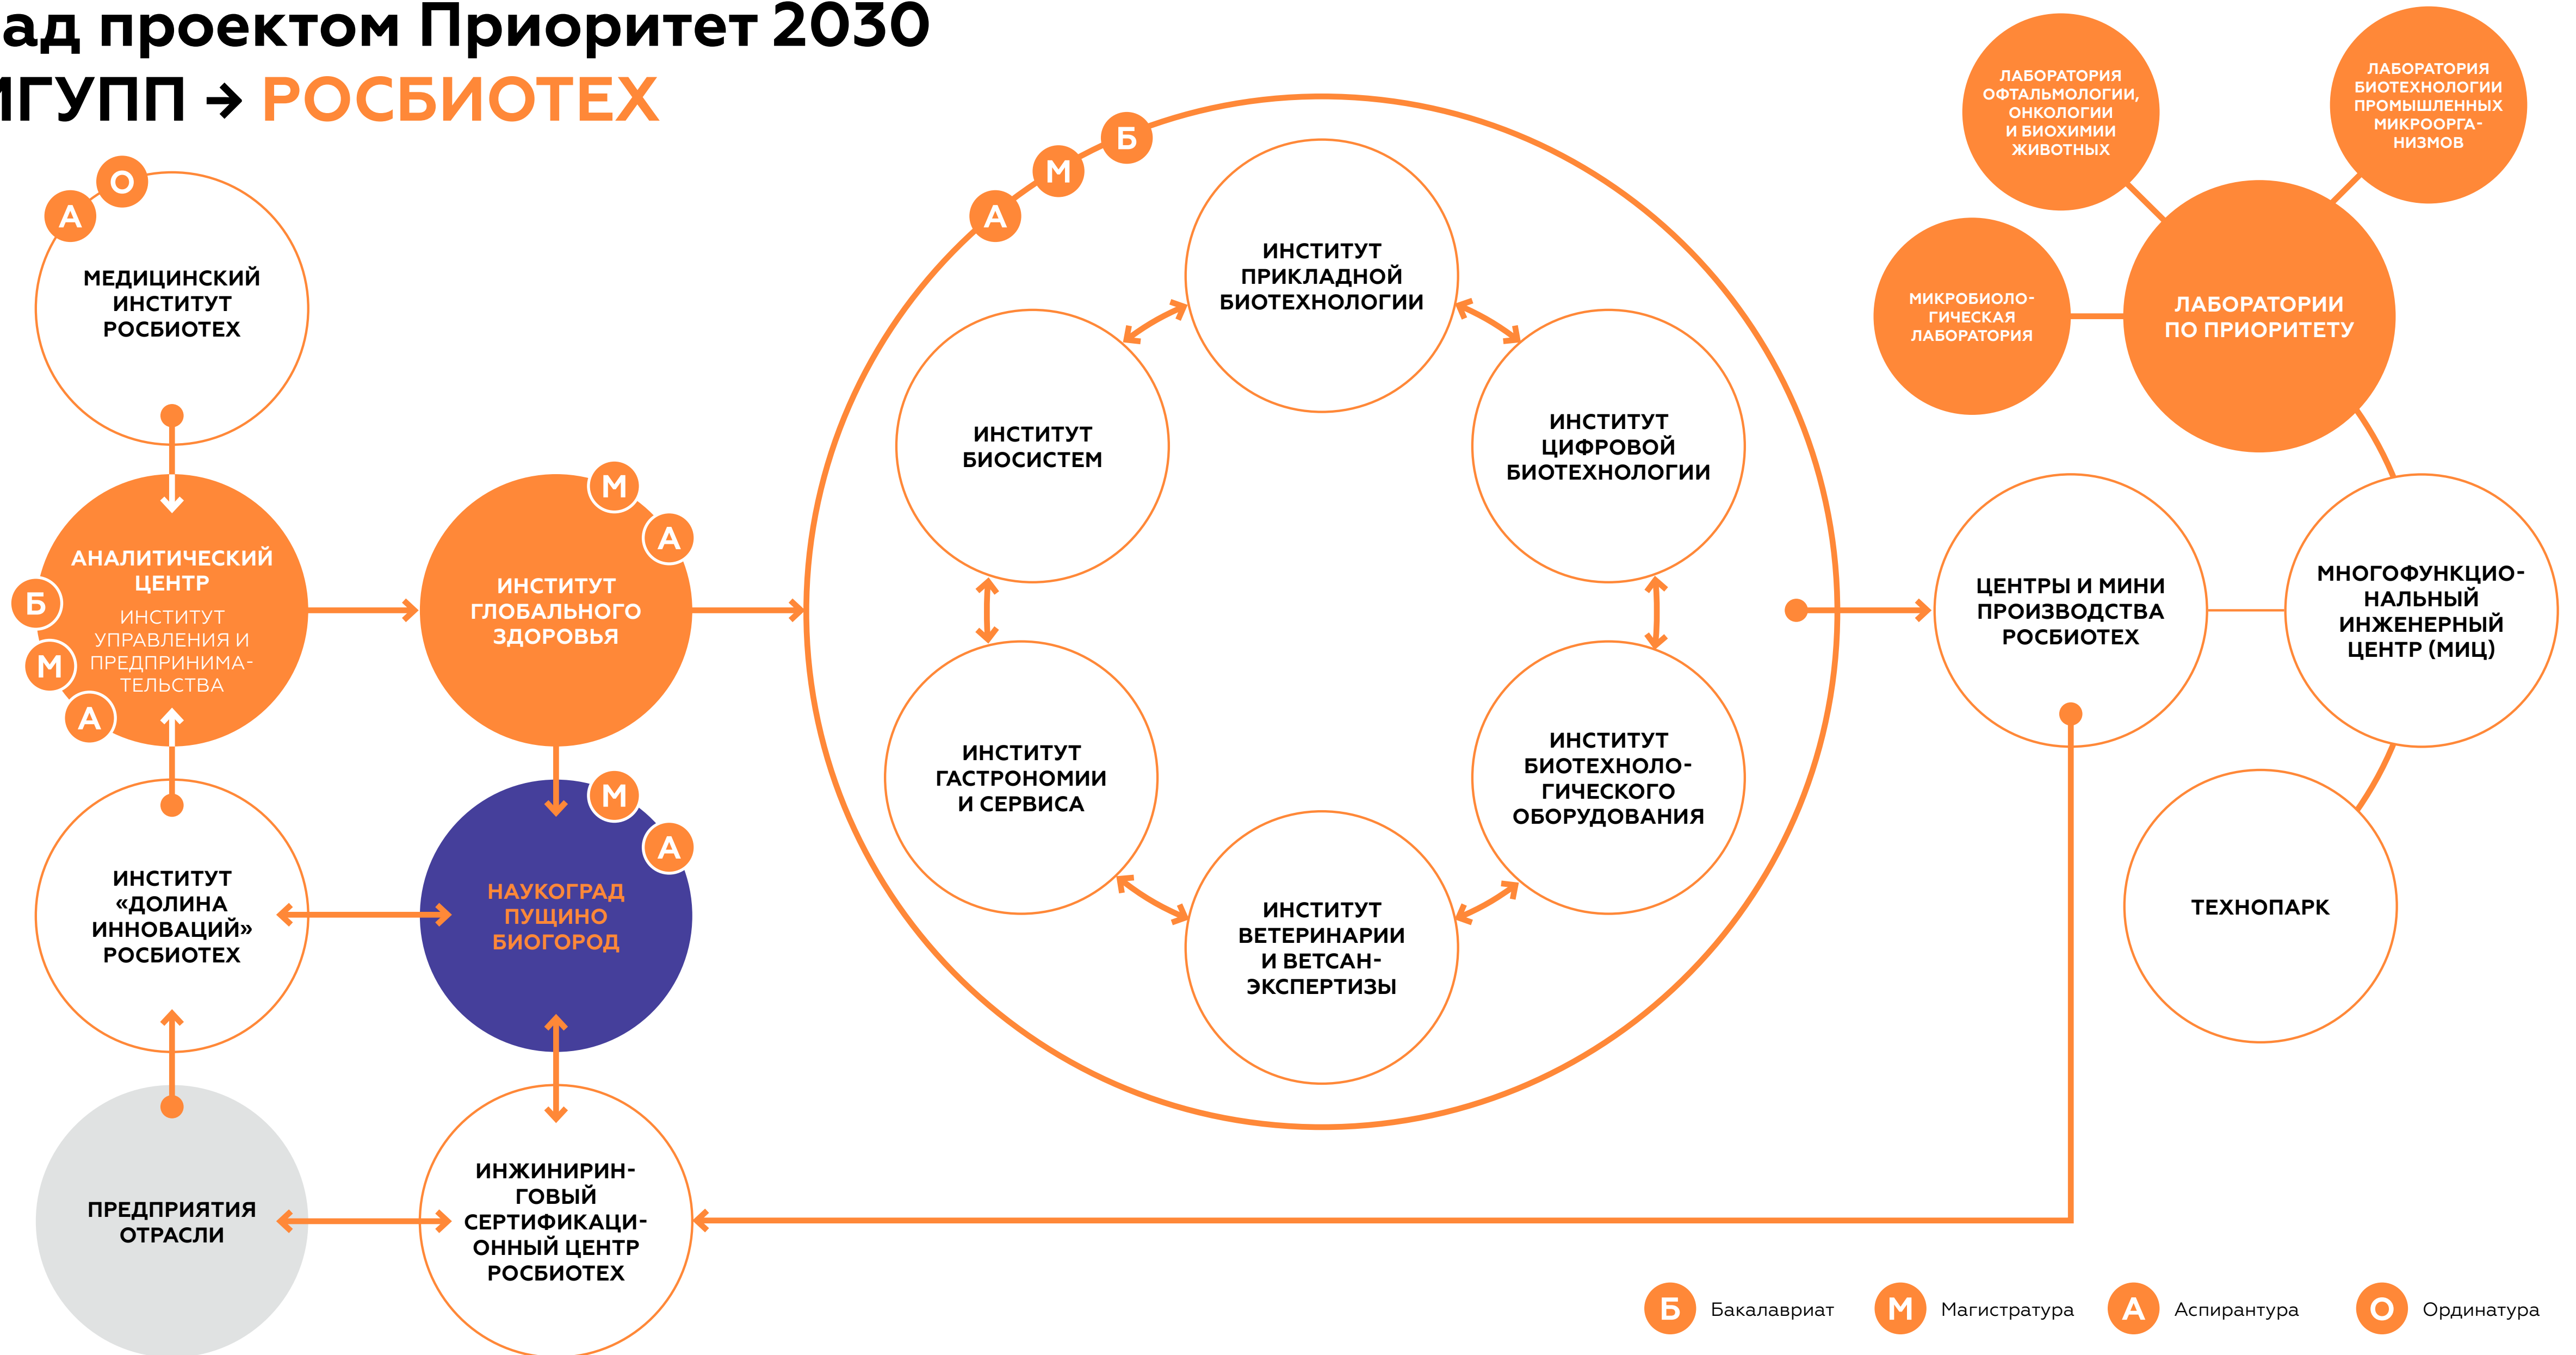 ад проектом Приоритет 2030
МГУПП → РОСБИОТЕХ
О
А
МЕДИЦИНСКИЙ
ИНСТИТУТ
РОСБИОТЕХ
АНАЛИТИЧЕСКИЙ
ЦЕНТР
ИНСТИТУТ
УПРАВЛЕНИЯ И
ПРЕДПРИНИМА-
ТЕЛЬСТВА
Б
М
А
ИНСТИТУТ
ГЛОБАЛЬНОГО
ЗДОРОВЬЯ
М
А
ИНСТИТУТ
«ДОЛИНА
ИННОВАЦИЙ»
РОСБИОТЕХ
НАУКОГРАД
ПУЩИНО
БИОГОРОД
М
А
ПРЕДПРИЯТИЯ
ОТРАСЛИ
ИНЖИНИРИН-
ГОВЫЙ
СЕРТИФИКАЦИ-
ОННЫЙ ЦЕНТР
РОСБИОТЕХ
Б
М
А
ИНСТИТУТ
ПРИКЛАДНОЙ
БИОТЕХНОЛОГИИ
ИНСТИТУТ
БИОСИСТЕМ
ИНСТИТУТ
ЦИФРОВОЙ
БИОТЕХНОЛОГИИ
ИНСТИТУТ
ГАСТРОНОМИИ
И СЕРВИСА
ИНСТИТУТ
БИОТЕХНОЛО-
ГИЧЕСКОГО
ОБОРУДОВАНИЯ
ИНСТИТУТ
ВЕТЕРИНАРИИ
И ВЕТСАН-
ЭКСПЕРТИЗЫ
ЛАБОРАТОРИЯ
ОФТАЛЬМОЛОГИИ,
ОНКОЛОГИИ
И БИОХИМИИ
ЖИВОТНЫХ
ЛАБОРАТОРИЯ
БИОТЕХНОЛОГИИ
ПРОМЫШЛЕННЫХ
МИКРООРГА-
НИЗМОВ
МИКРОБИОЛО-
ГИЧЕСКАЯ
ЛАБОРАТОРИЯ
ЛАБОРАТОРИИ
ПО ПРИОРИТЕТУ
ЦЕНТРЫ И МИНИ
ПРОИЗВОДСТВА
РОСБИОТЕХ
МНОГОФУНКЦИО-
НАЛЬНЫЙ
ИНЖЕНЕРНЫЙ
ЦЕНТР (МИЦ)
ТЕХНОПАРК
Б Бакалавриат М Магистратура А Аспирантура О Ординатура